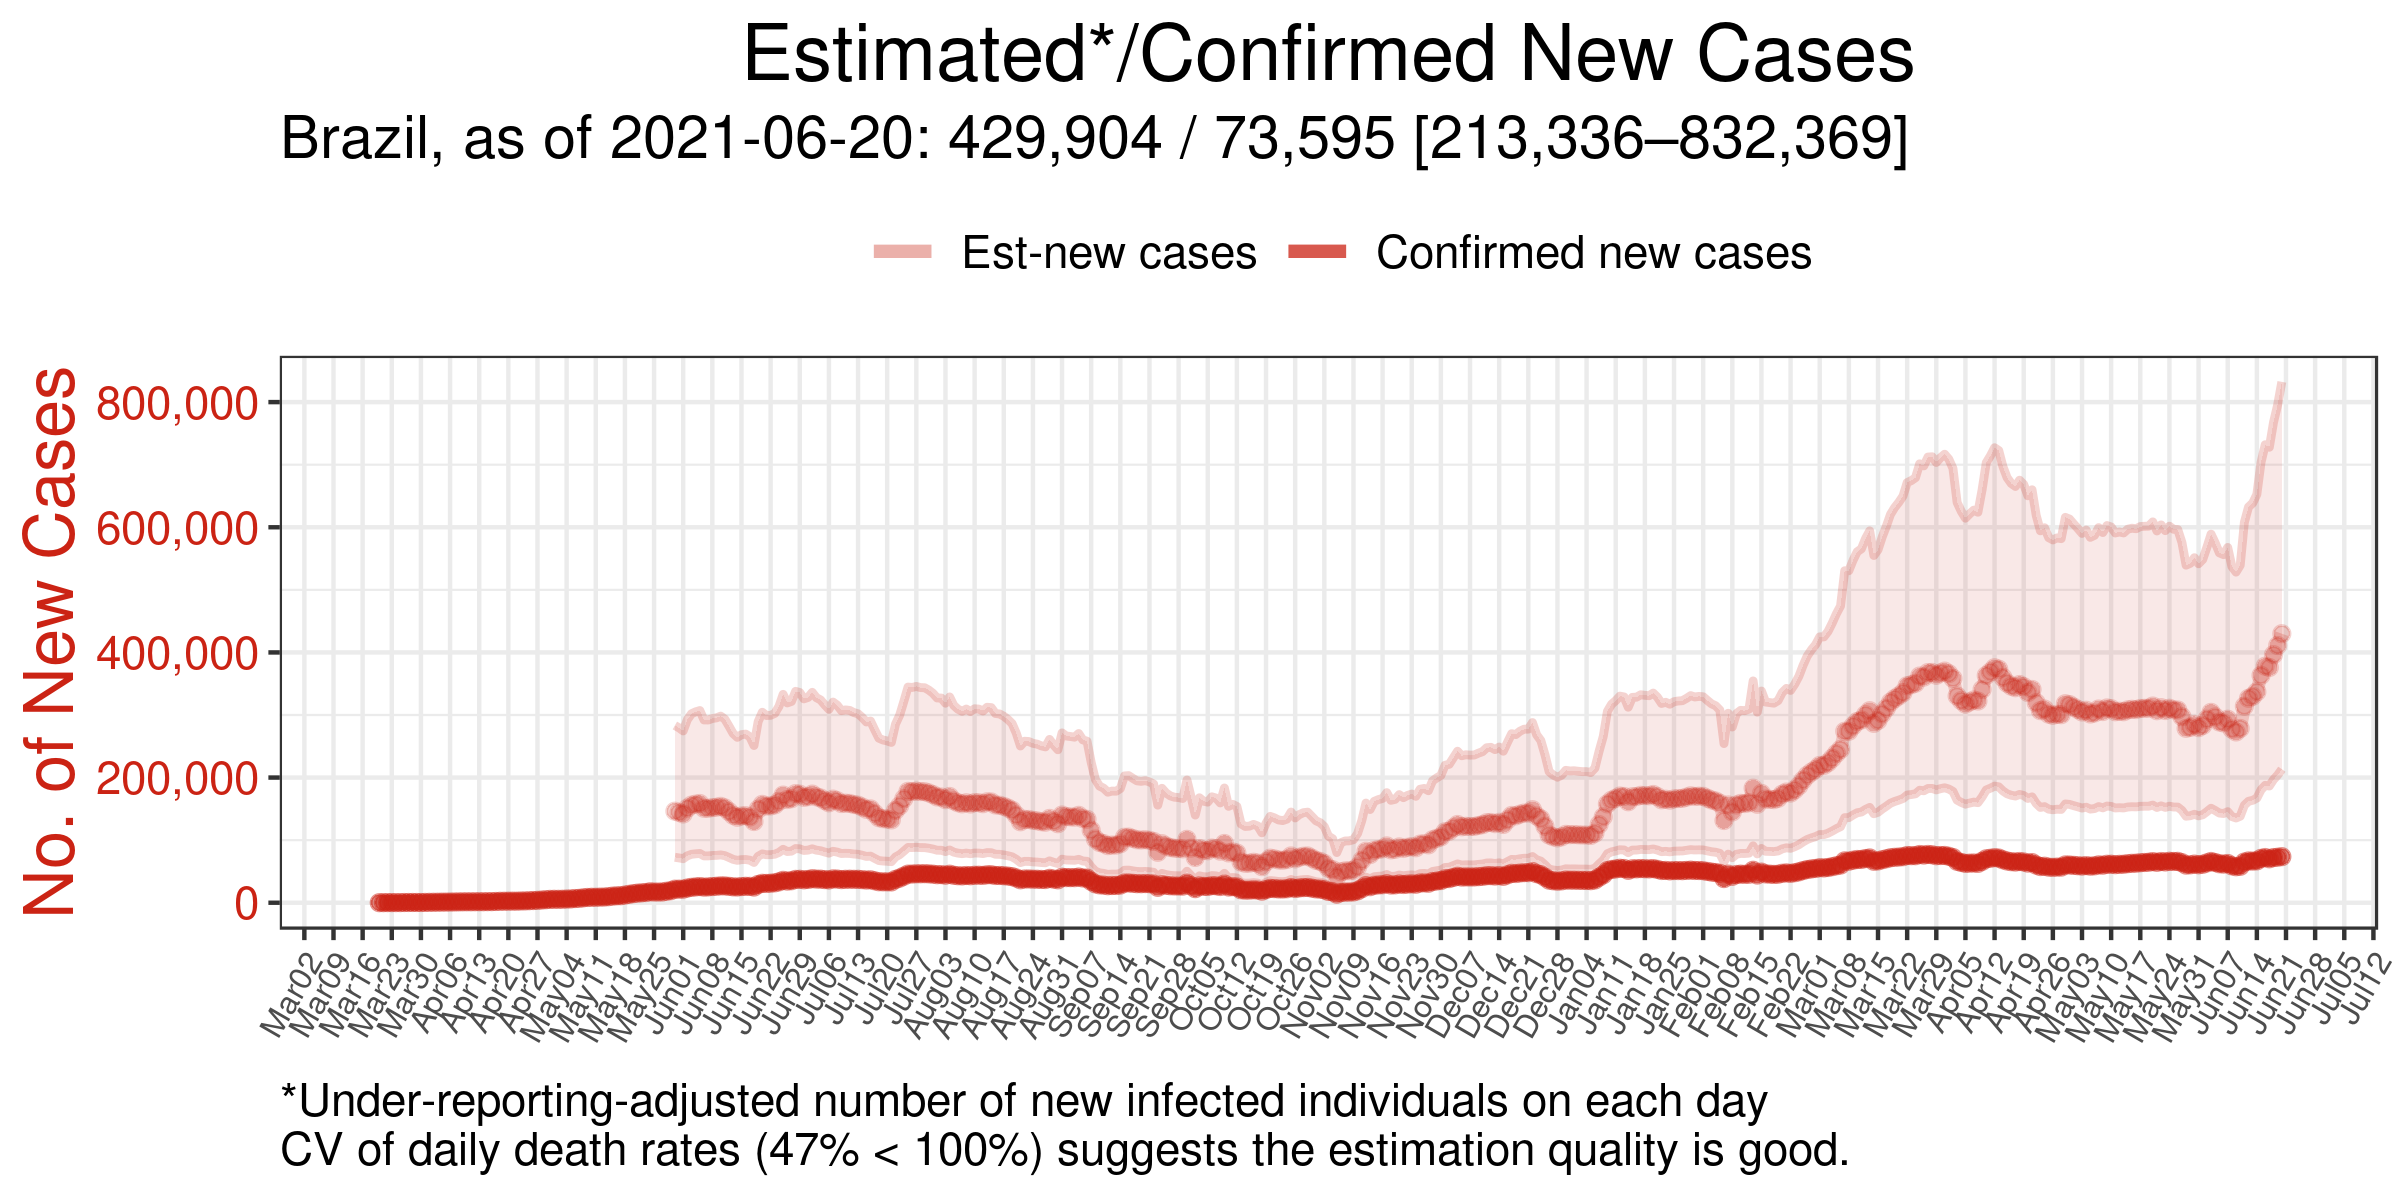 Estimated*/Confirmed New Cases
Brazil, as of 2021-06-20: 429,904 / 73,595 [213,336–832,369]
Est-new cases
Confirmed new cases
No. of New Cases
800,000
600,000
400,000
200,000
0
Mar02
Mar09
Mar16
Mar23
Mar30
Apr06
Apr13
Apr20
Apr27
May04
May11
May18
May25
Jun01
Jun08
Jun15
Jun22
Jun29
Jul06
Jul13
Jul20
Jul27
Aug03
Aug10
Aug17
Aug24
Aug31
Sep07
Sep14
Sep21
Sep28
Oct05
Oct12
Oct19
Oct26
Nov02
Nov09
Nov16
Nov23
Nov30
Dec07
Dec14
Dec21
Dec28
Jan04
Jan11
Jan18
Jan25
Feb01
Feb08
Feb15
Feb22
Mar01
Mar08
Mar15
Mar22
Mar29
Apr05
Apr12
Apr19
Apr26
May03
May10
May17
May24
May31
Jun07
Jun14
Jun21
Jun28
Jul05
Jul12
*Under-reporting-adjusted number of new infected individuals on each day
CV of daily death rates (47% < 100%) suggests the estimation quality is good.